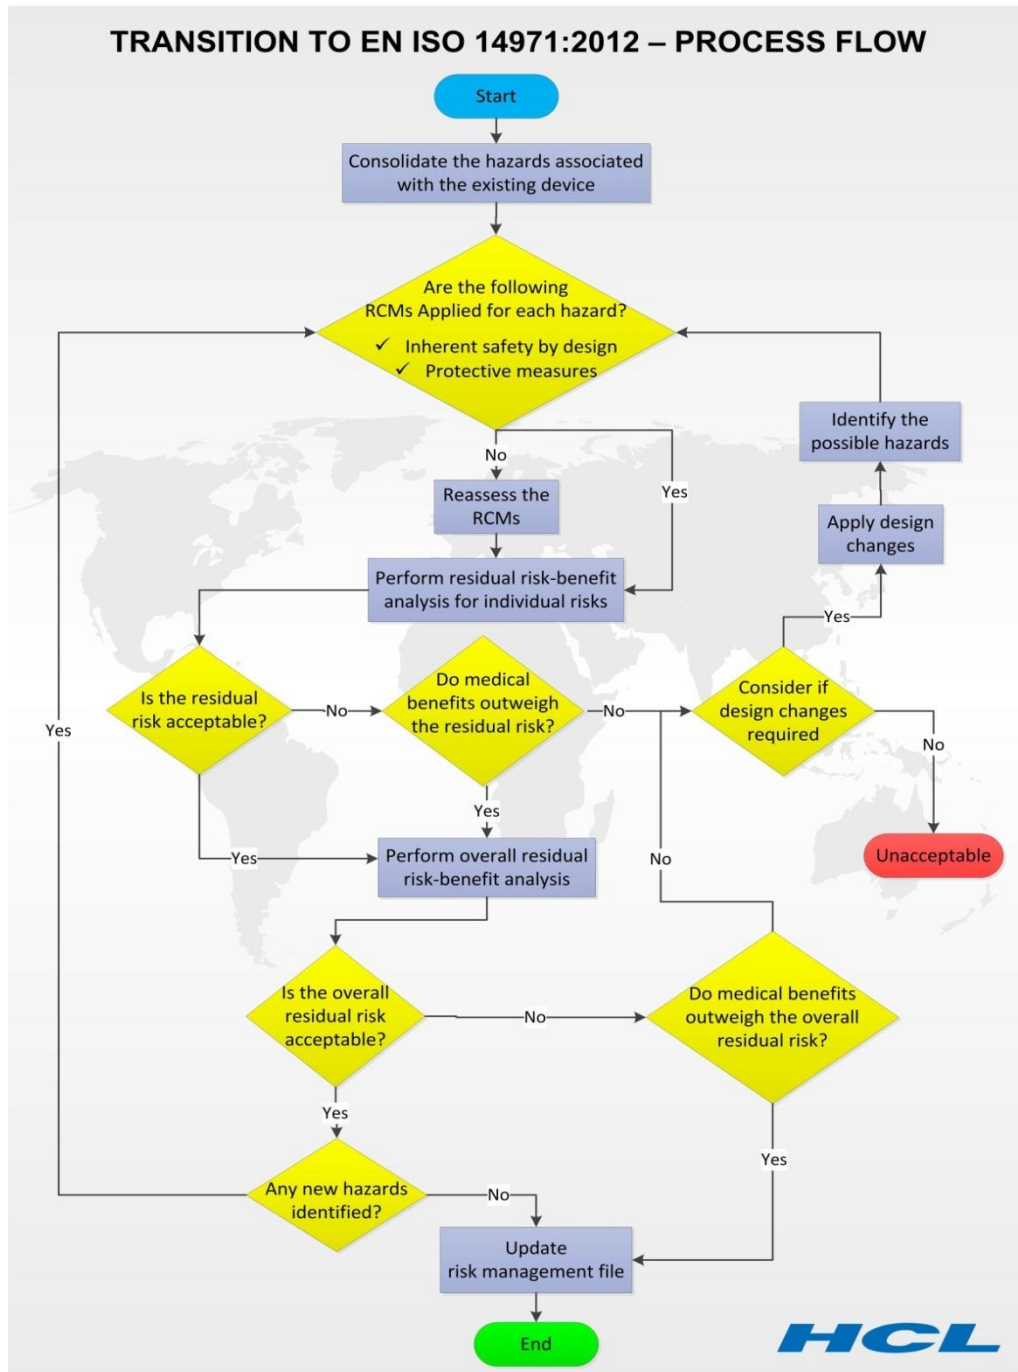 TRANSITION TO EN ISO 14971:2012 – PROCESS FLOW
Start
Consolidate the hazards associated
with the existing device
Are the following
RCMs Applied for each hazard?
✓ Inherent safety by design
✓ Protective measures
No
Yes
Reassess the
RCMs
Perform residual risk-benefit
analysis for individual risks
Identify the
possible hazards
Apply design
changes
Yes
Is the residual
risk acceptable?
No
Do medical
benefits outweigh
the residual risk?
No
Consider if
design changes
required
No
Yes
Yes
Yes
Perform overall residual
risk-benefit analysis
No
Unacceptable
Is the overall
residual risk
acceptable?
No
Do medical benefits
outweigh the overall
residual risk?
Yes
Yes
Any new hazards
identified?
No
Update
risk management file
End
HCL